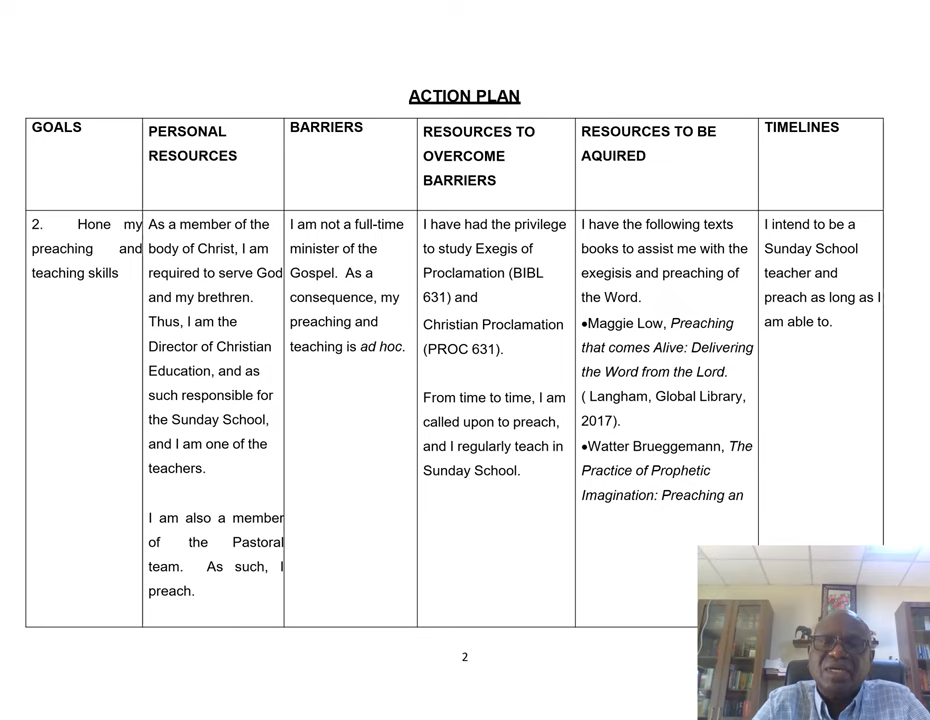 ACTION PLAN
GOALS
PERSONAL
RESOURCES
BARRIERS
RESOURCES TO
OVERCOME
BARRIERS
RESOURCES TO BE
AQUIRED
TIMELINES
2. Hone my
preaching and
teaching skills
As a member of the
body of Christ, I am
required to serve God
and my brethren.
Thus, I am the
Director of Christian
Education, and as
such responsible for
the Sunday School,
and I am one of the
teachers.
I am also a member
of the Pastoral
team. As such, I
preach.
I am not a full-time
minister of the
Gospel. As a
consequence, my
preaching and
teaching is ad hoc.
I have had the privilege
to study Exegis of
Proclamation (BIBL
631) and
Christian Proclamation
(PROC 631).
From time to time, I am
called upon to preach,
and I regularly teach in
Sunday School.
I have the following texts
books to assist me with the
exegisis and preaching of
the Word.
•Maggie Low, Preaching
that comes Alive: Delivering
the Word from the Lord.
( Langham, Global Library,
2017).
•Watter Brueggemann, The
Practice of Prophetic
Imagination: Preaching an
I intend to be a
Sunday School
teacher and
preach as long as I
am able to.
2